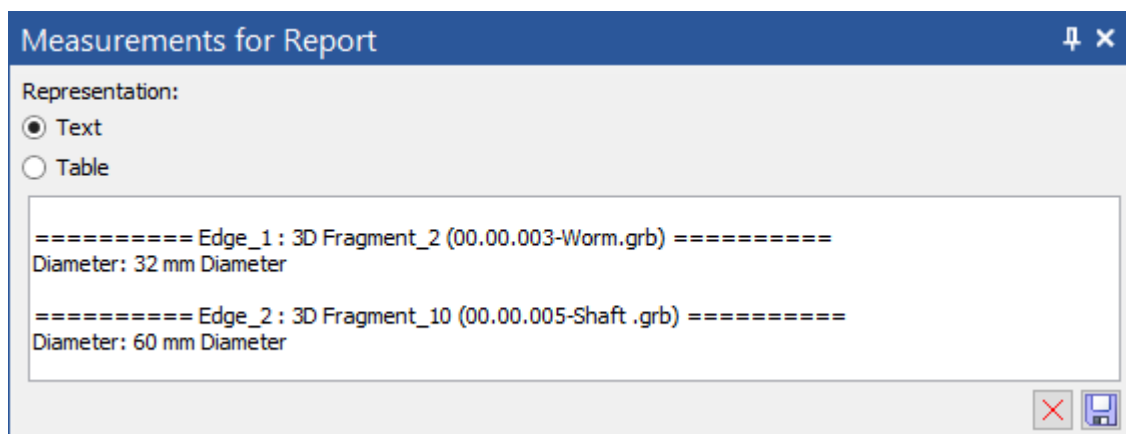 Measurements for Report
Representation:
Text
Table
========== Edge_1 : 3D Fragment_2 (00.00.003-Worm.grb) ==========
Diameter: 32 mm Diameter
========== Edge_2 : 3D Fragment_10 (00.00.005-Shaft .grb) ==========
Diameter: 60 mm Diameter